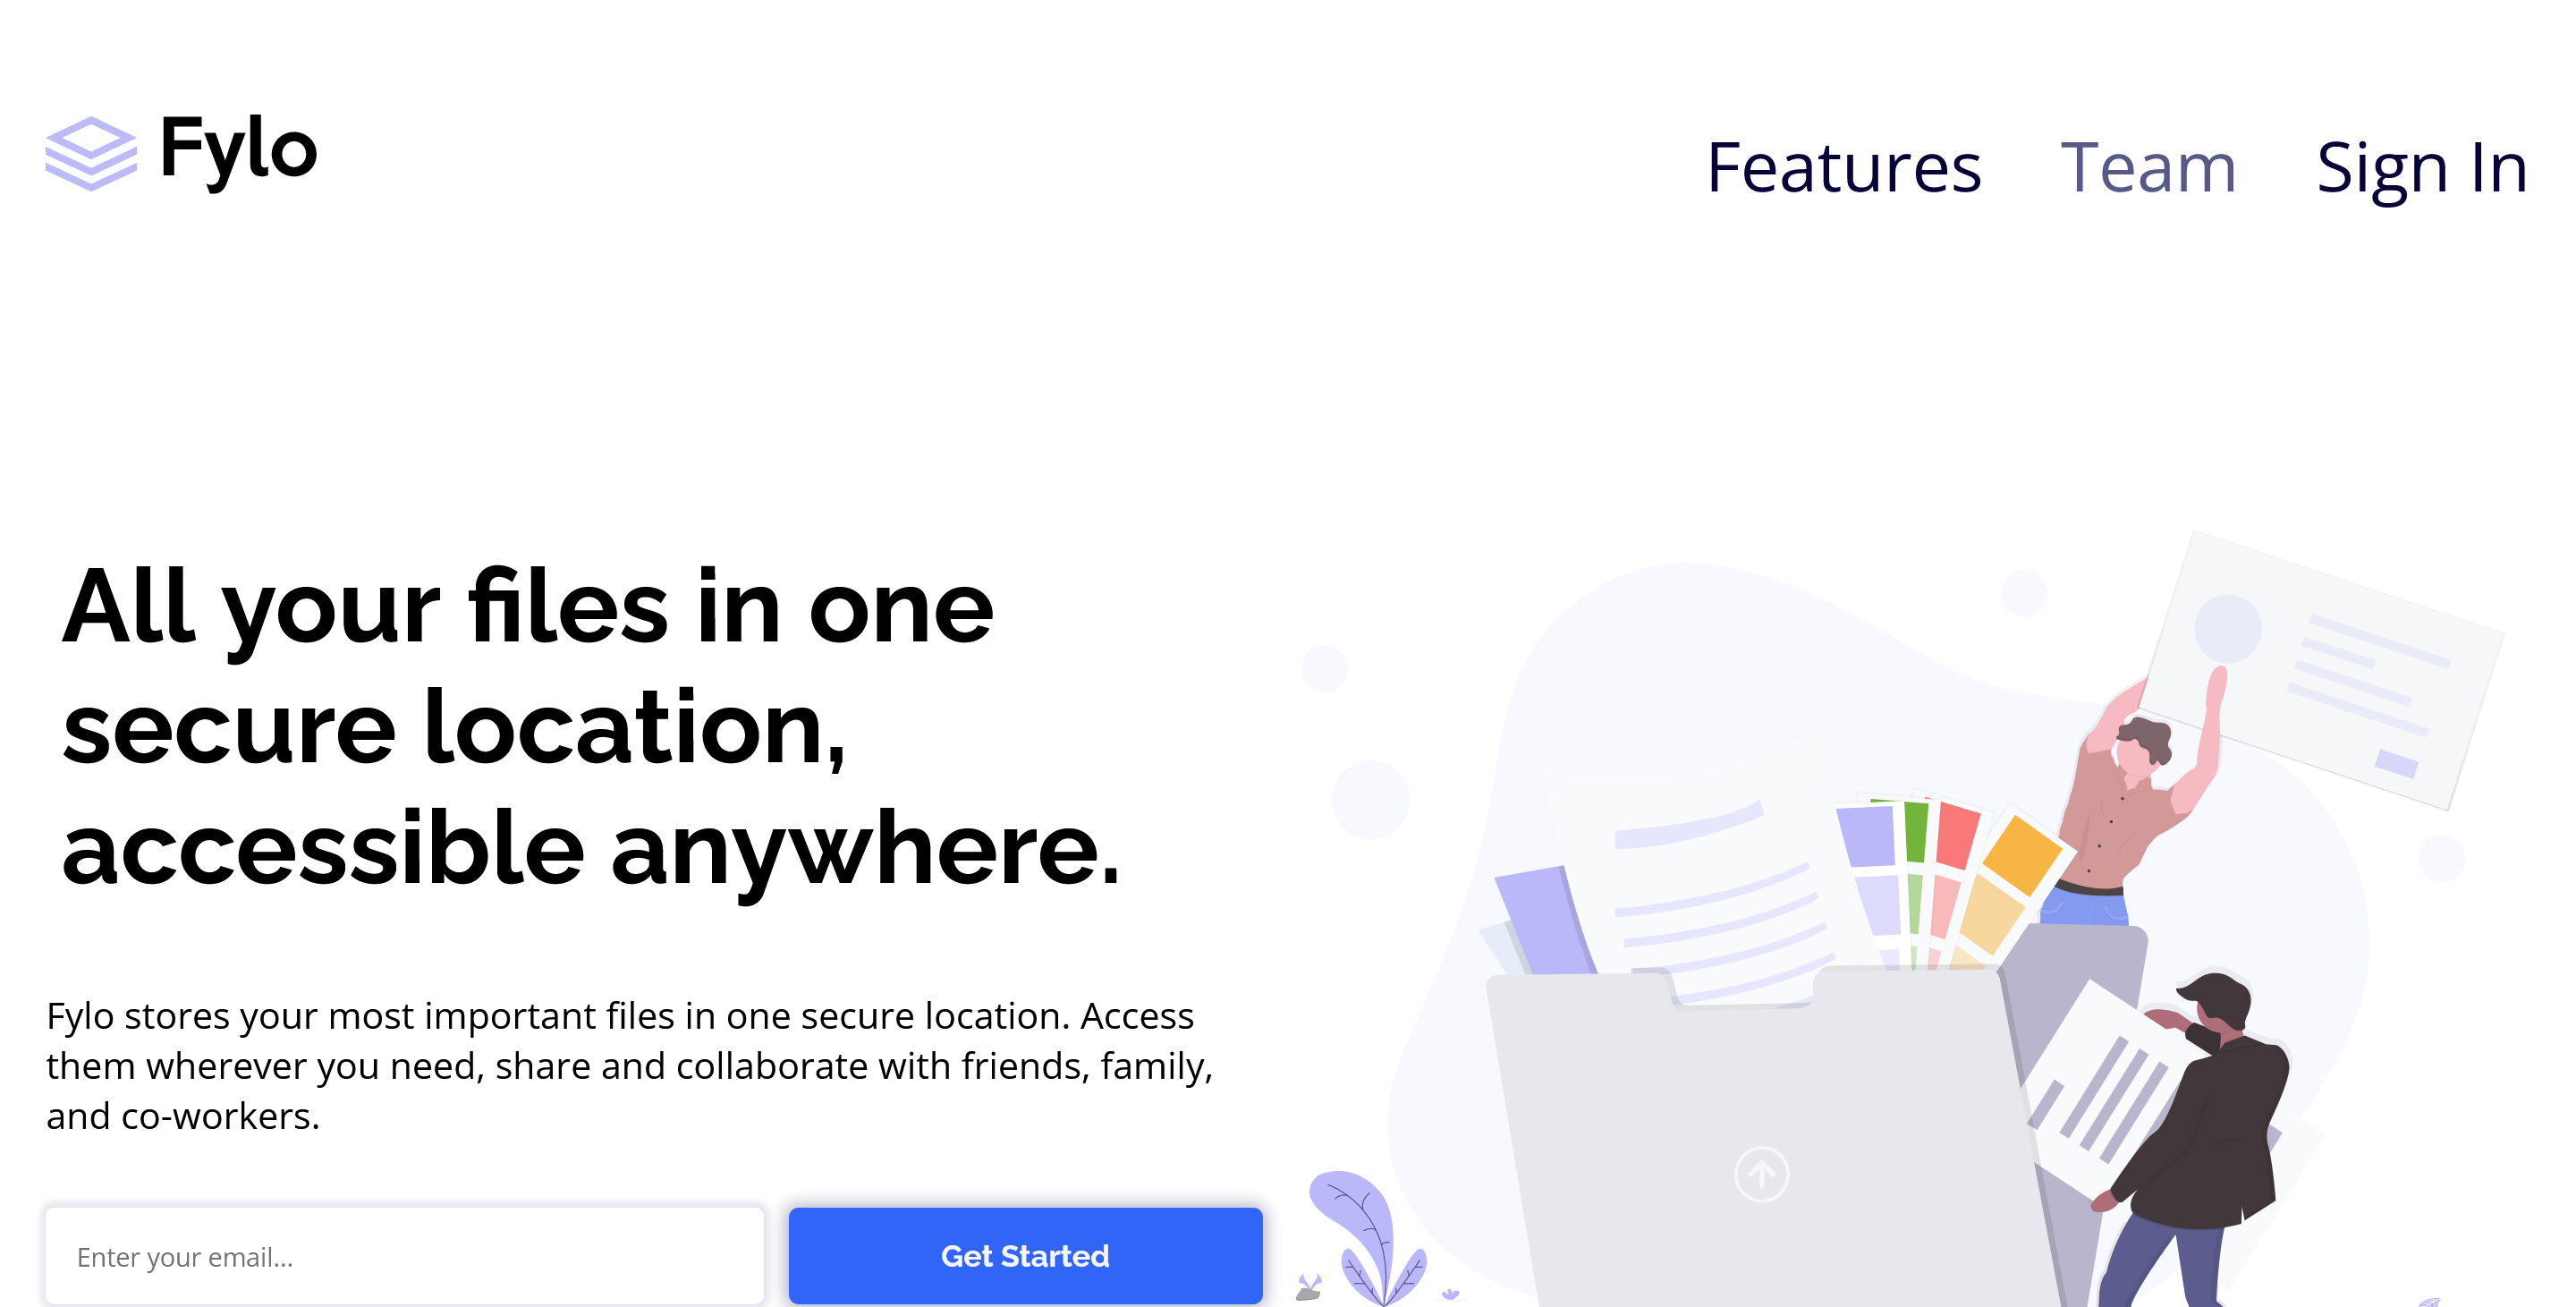 Fylo
Features Team Sign In
All your files in one
secure location,
accessible anywhere.
Fylo stores your most important files in one secure location. Access
them wherever you need, share and collaborate with friends, family,
and co-workers.
Enter your email...
Get Started